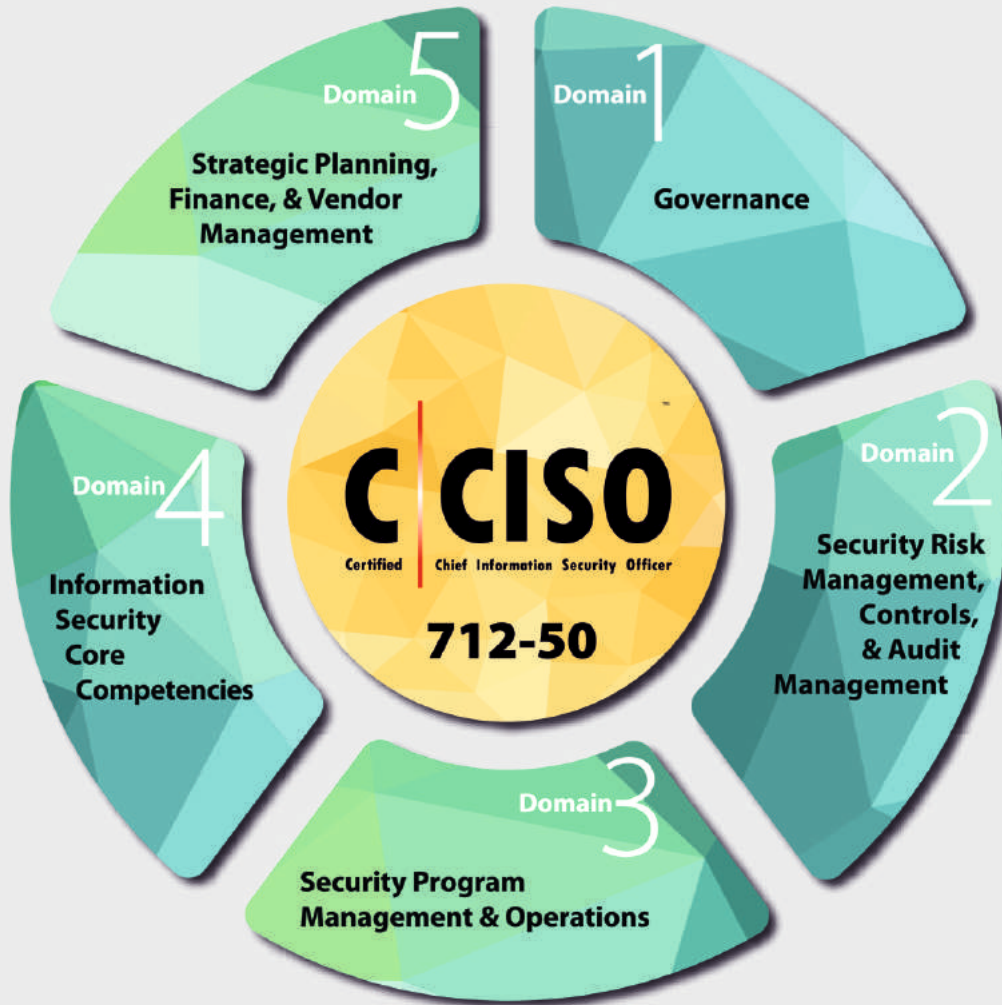 Domain 1
Governance
Domain 2
Security Risk
Management,
Controls,
& Audit
Management
Domain 3
Security Program
Management & Operations
Domain 4
Information
Security
Core
Competencies
Domain 5
Strategic Planning,
Finance, & Vendor
Management
C|CISO
Certified Chief Information Security Officer
712-50